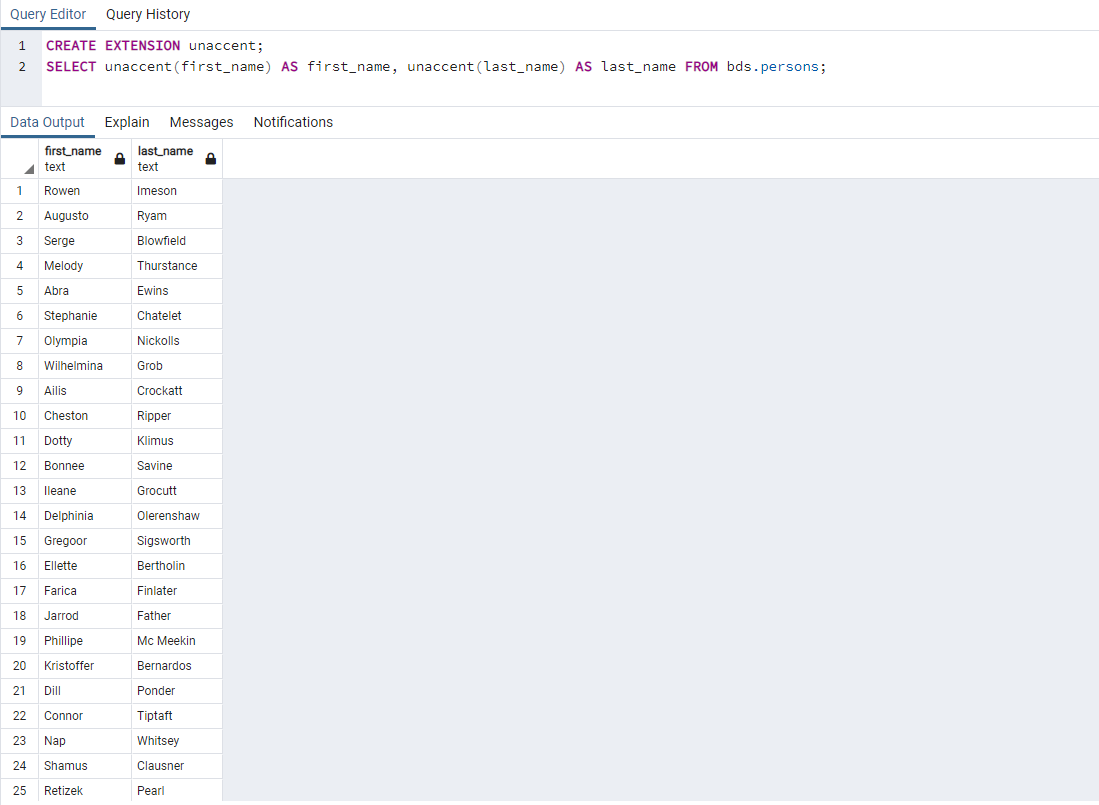 Query Editor Query History
1 CREATE EXTENSION unaccent;
2 SELECT unaccent(first_name) AS first_name, unaccent(last_name) AS last_name FROM bds.persons;
Data Output Explain Messages Notifications
first_name last_name
text text
1 Rowen Imeson
2 Augusto Ryam
3 Serge Blowfield
4 Melody Thurstance
5 Abra Ewins
6 Stephanie Chatelet
7 Olympia Nickolls
8 Wilhelmina Grob
9 Ailis Crockatt
10 Cheston Ripper
11 Dotty Klimus
12 Bonnee Savine
13 Ileane Grocutt
14 Delphinia Olerenshaw
15 Gregoor Sigsworth
16 Ellette Bertholin
17 Farica Finlater
18 Jarrod Father
19 Phillipe Mc Meekin
20 Kristoffer Bernardos
21 Dill Ponder
22 Connor Tiptaft
23 Nap Whitsey
24 Shamus Clausner
25 Retizek Pearl